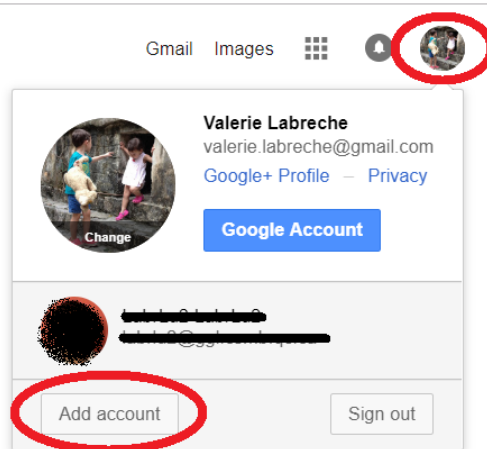 Gmail Images
Valerie Labreche
valerie.labreche@gmail.com
Google+ Profile – Privacy
Change
Google Account
Add account
Sign out